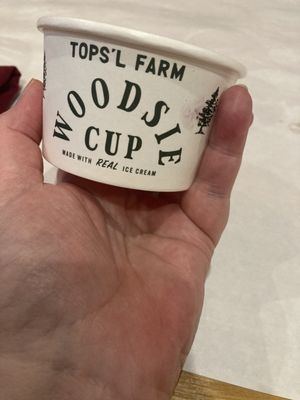 TOPS'L FARM
WOODSIE
CUP
MADE WITH REAL ICE CREAM